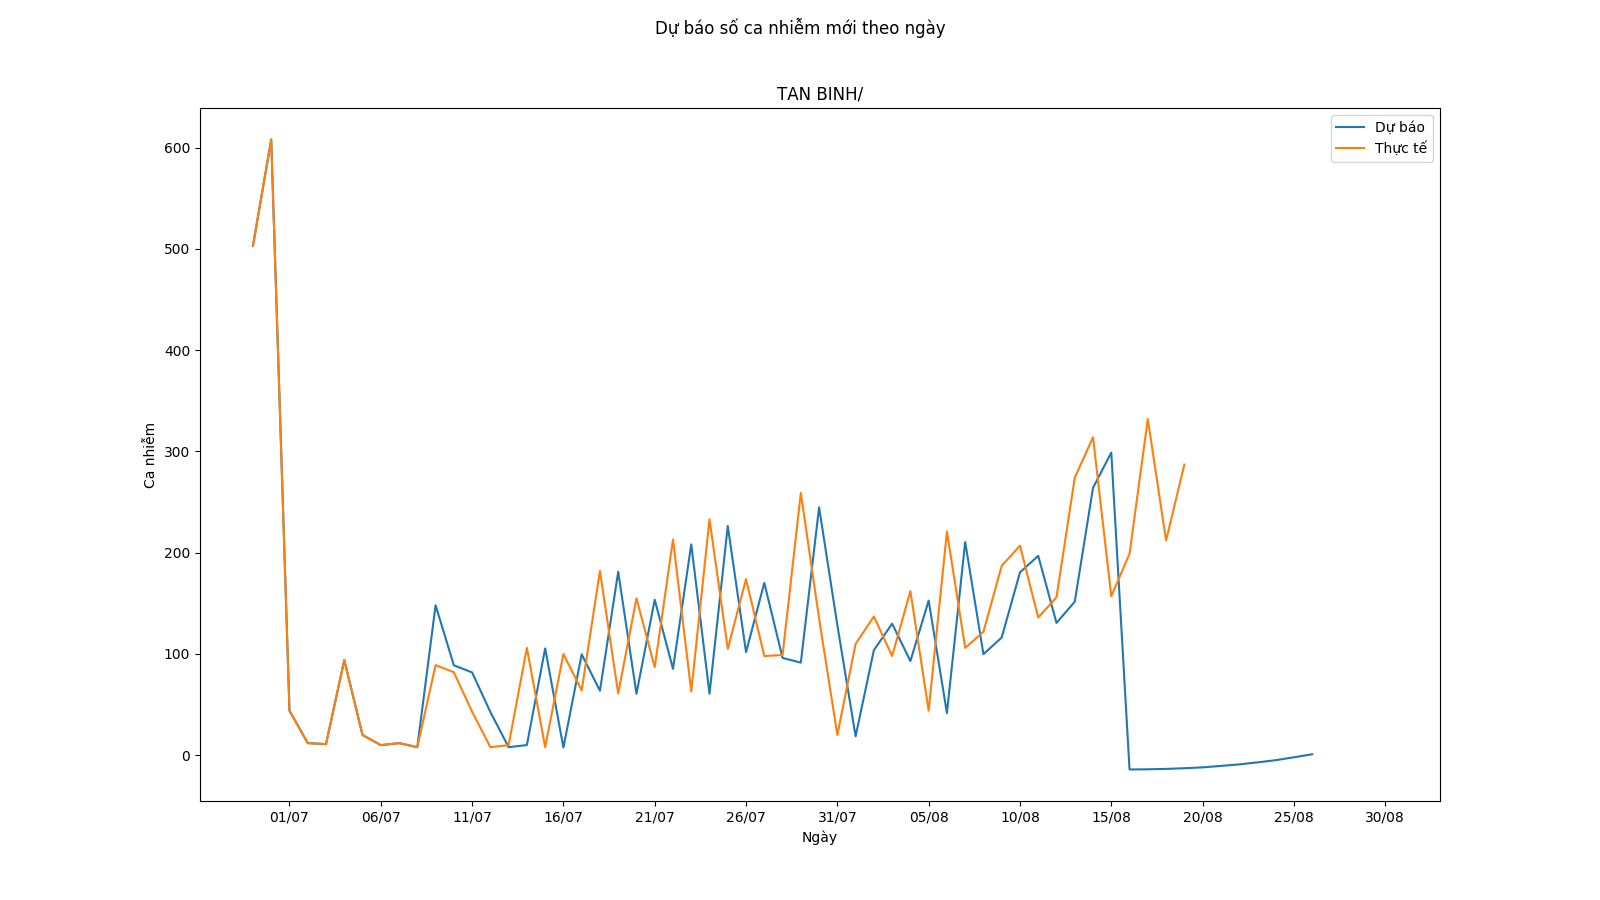 Dự báo số ca nhiễm mới theo ngày
TAN BINH/
Dự báo
Thực tế
600
500
400
300
200
100
0
Ca nhiễm
01/07 06/07 11/07 16/07 21/07 26/07 31/07 05/08 10/08 15/08 20/08 25/08 30/08
Ngày